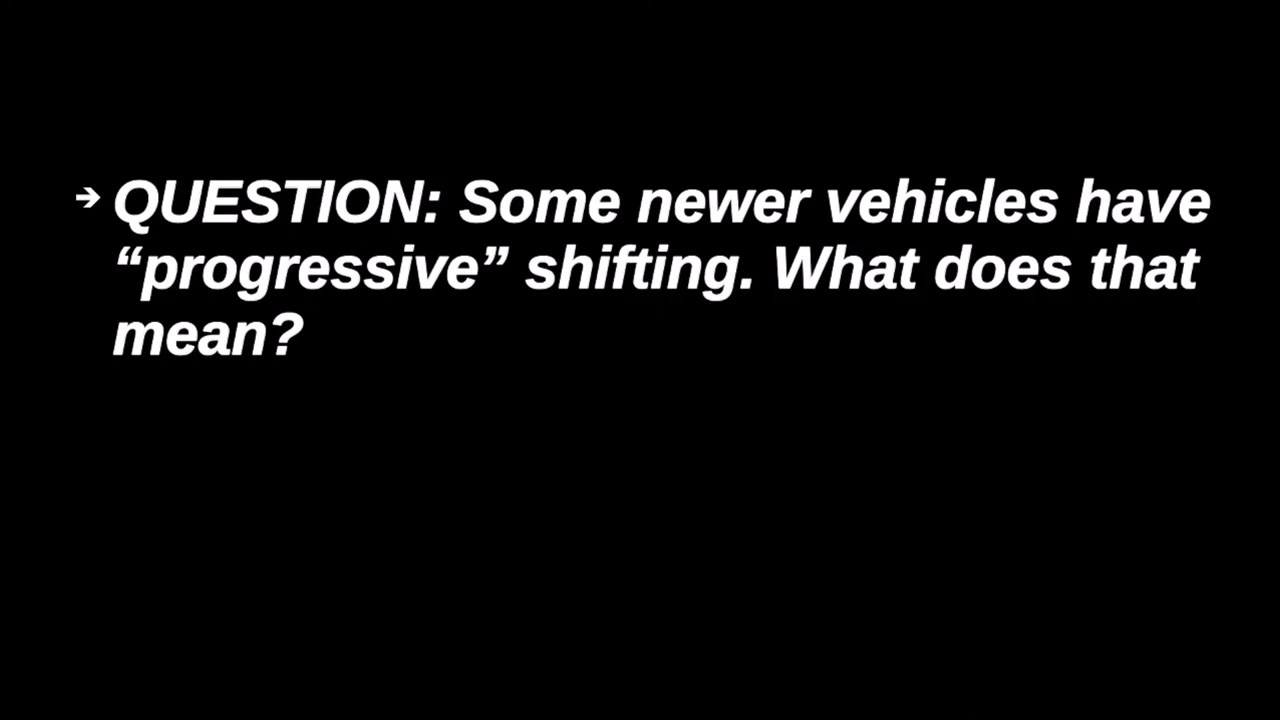 ➔ QUESTION: Some newer vehicles have
“progressive” shifting. What does that
mean?